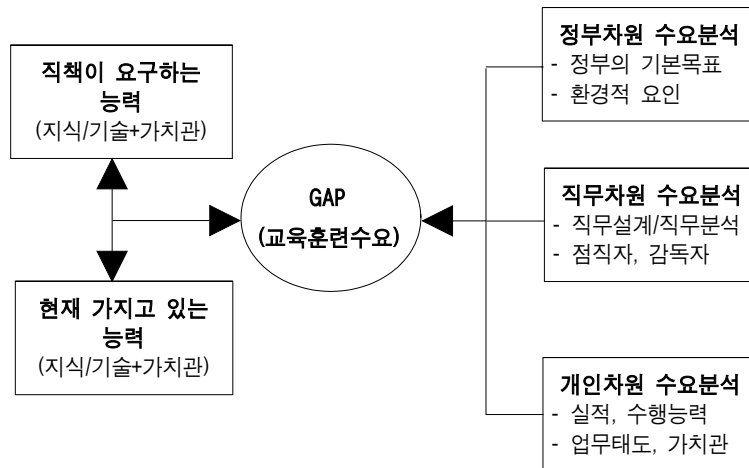 직책이 요구하는
능력
(지식/기술+가치관)
현재 가지고 있는
능력
(지식/기술+가치관)
GAP
(교육훈련수요)
정부차원 수요분석
- 정부의 기본목표
- 환경적 요인
직무차원 수요분석
- 직무설계/직무분석
- 점직자, 감독자
개인차원 수요분석
- 실적, 수행능력
- 업무태도, 가치관